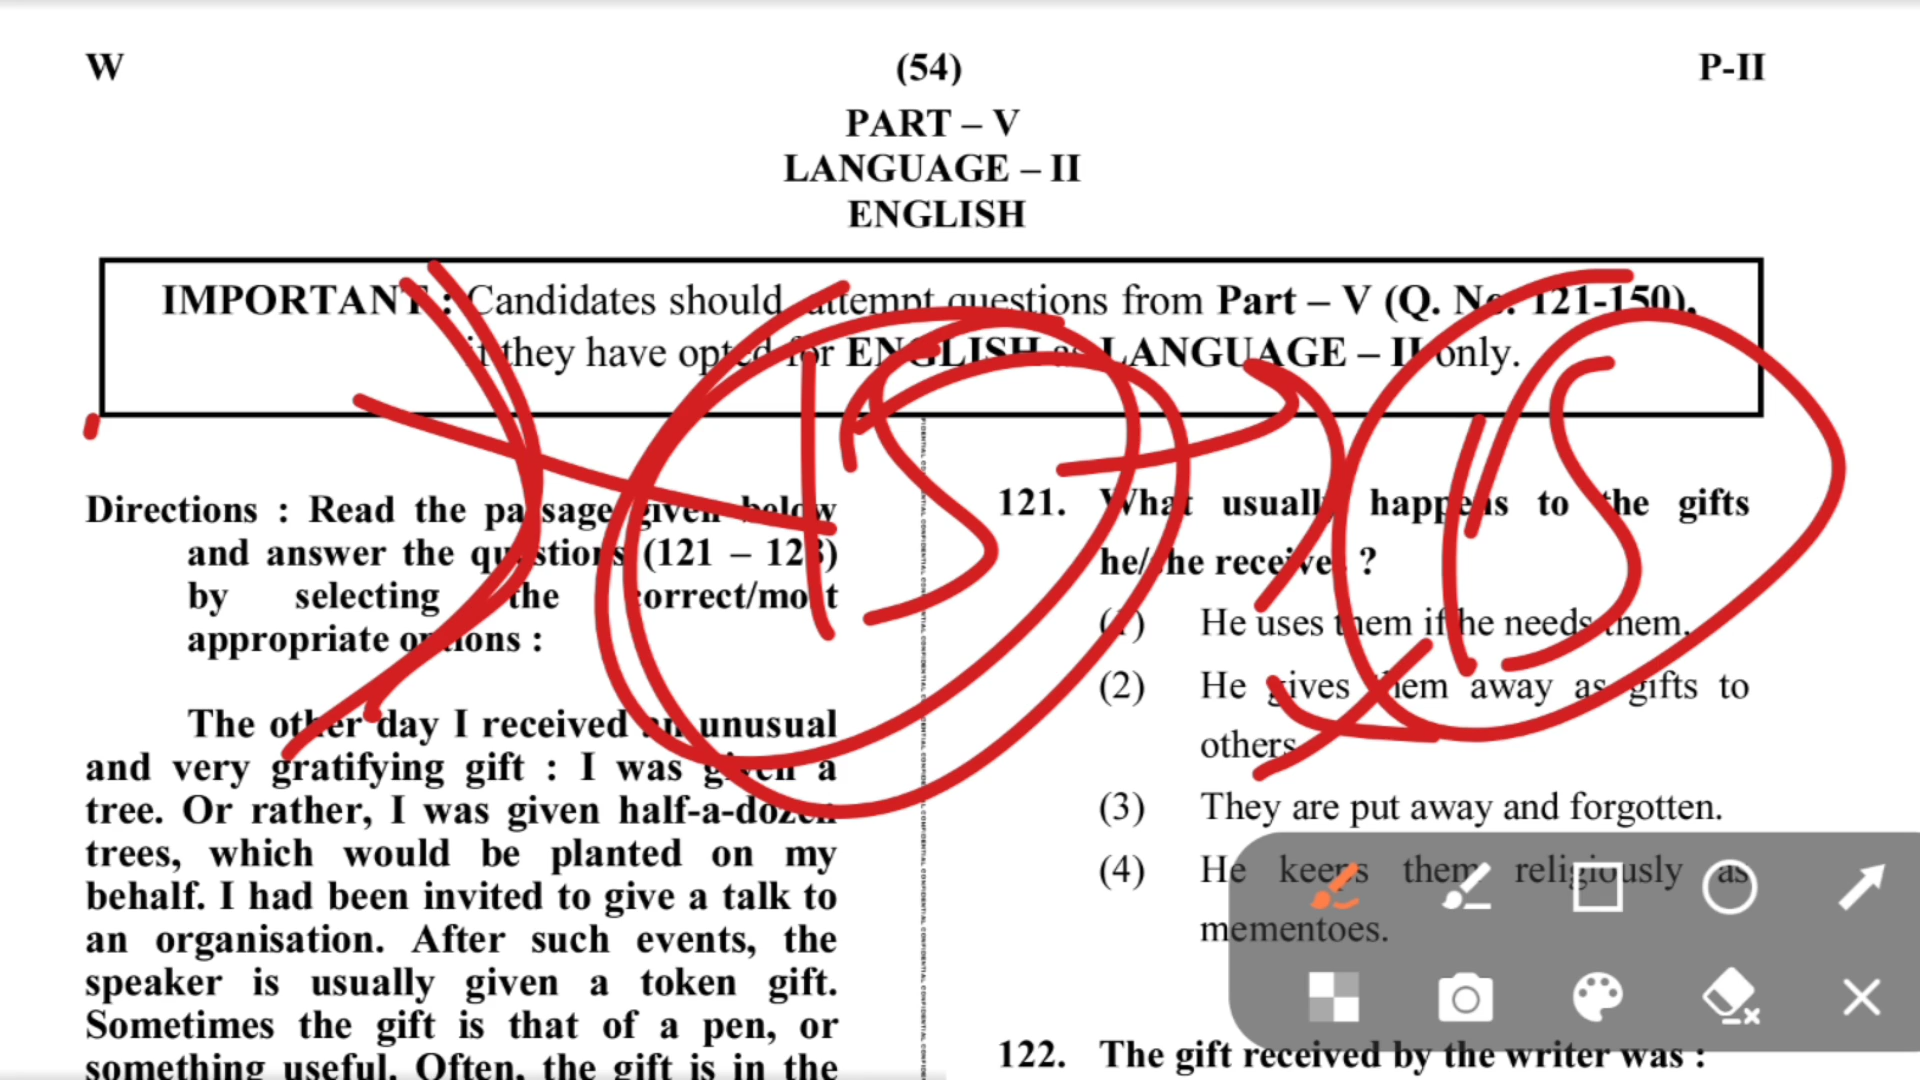 W (54) P-II
PART – V
LANGUAGE – II
ENGLISH
IMPORTANT : Candidates should attempt questions from Part – V (Q. No. 121-150),
if they have opted for ENGLISH as LANGUAGE – II only.
Directions : Read the passage given below
and answer the questions (121 – 128)
by selecting the correct/most
appropriate options :
The other day I received an unusual
and very gratifying gift : I was given a
tree. Or rather, I was given half-a-dozen
trees, which would be planted on my
behalf. I had been invited to give a talk to
an organisation. After such events, the
speaker is usually given a token gift.
Sometimes the gift is that of a pen, or
something useful. Often, the gift is in the
121. What usually happens to the gifts
he/she receives ?
(1) He uses them if he needs them.
(2) He gives them away as gifts to
others.
(3) They are put away and forgotten.
(4) He keeps them religiously as
mementoes.
122. The gift received by the writer was :
15
15